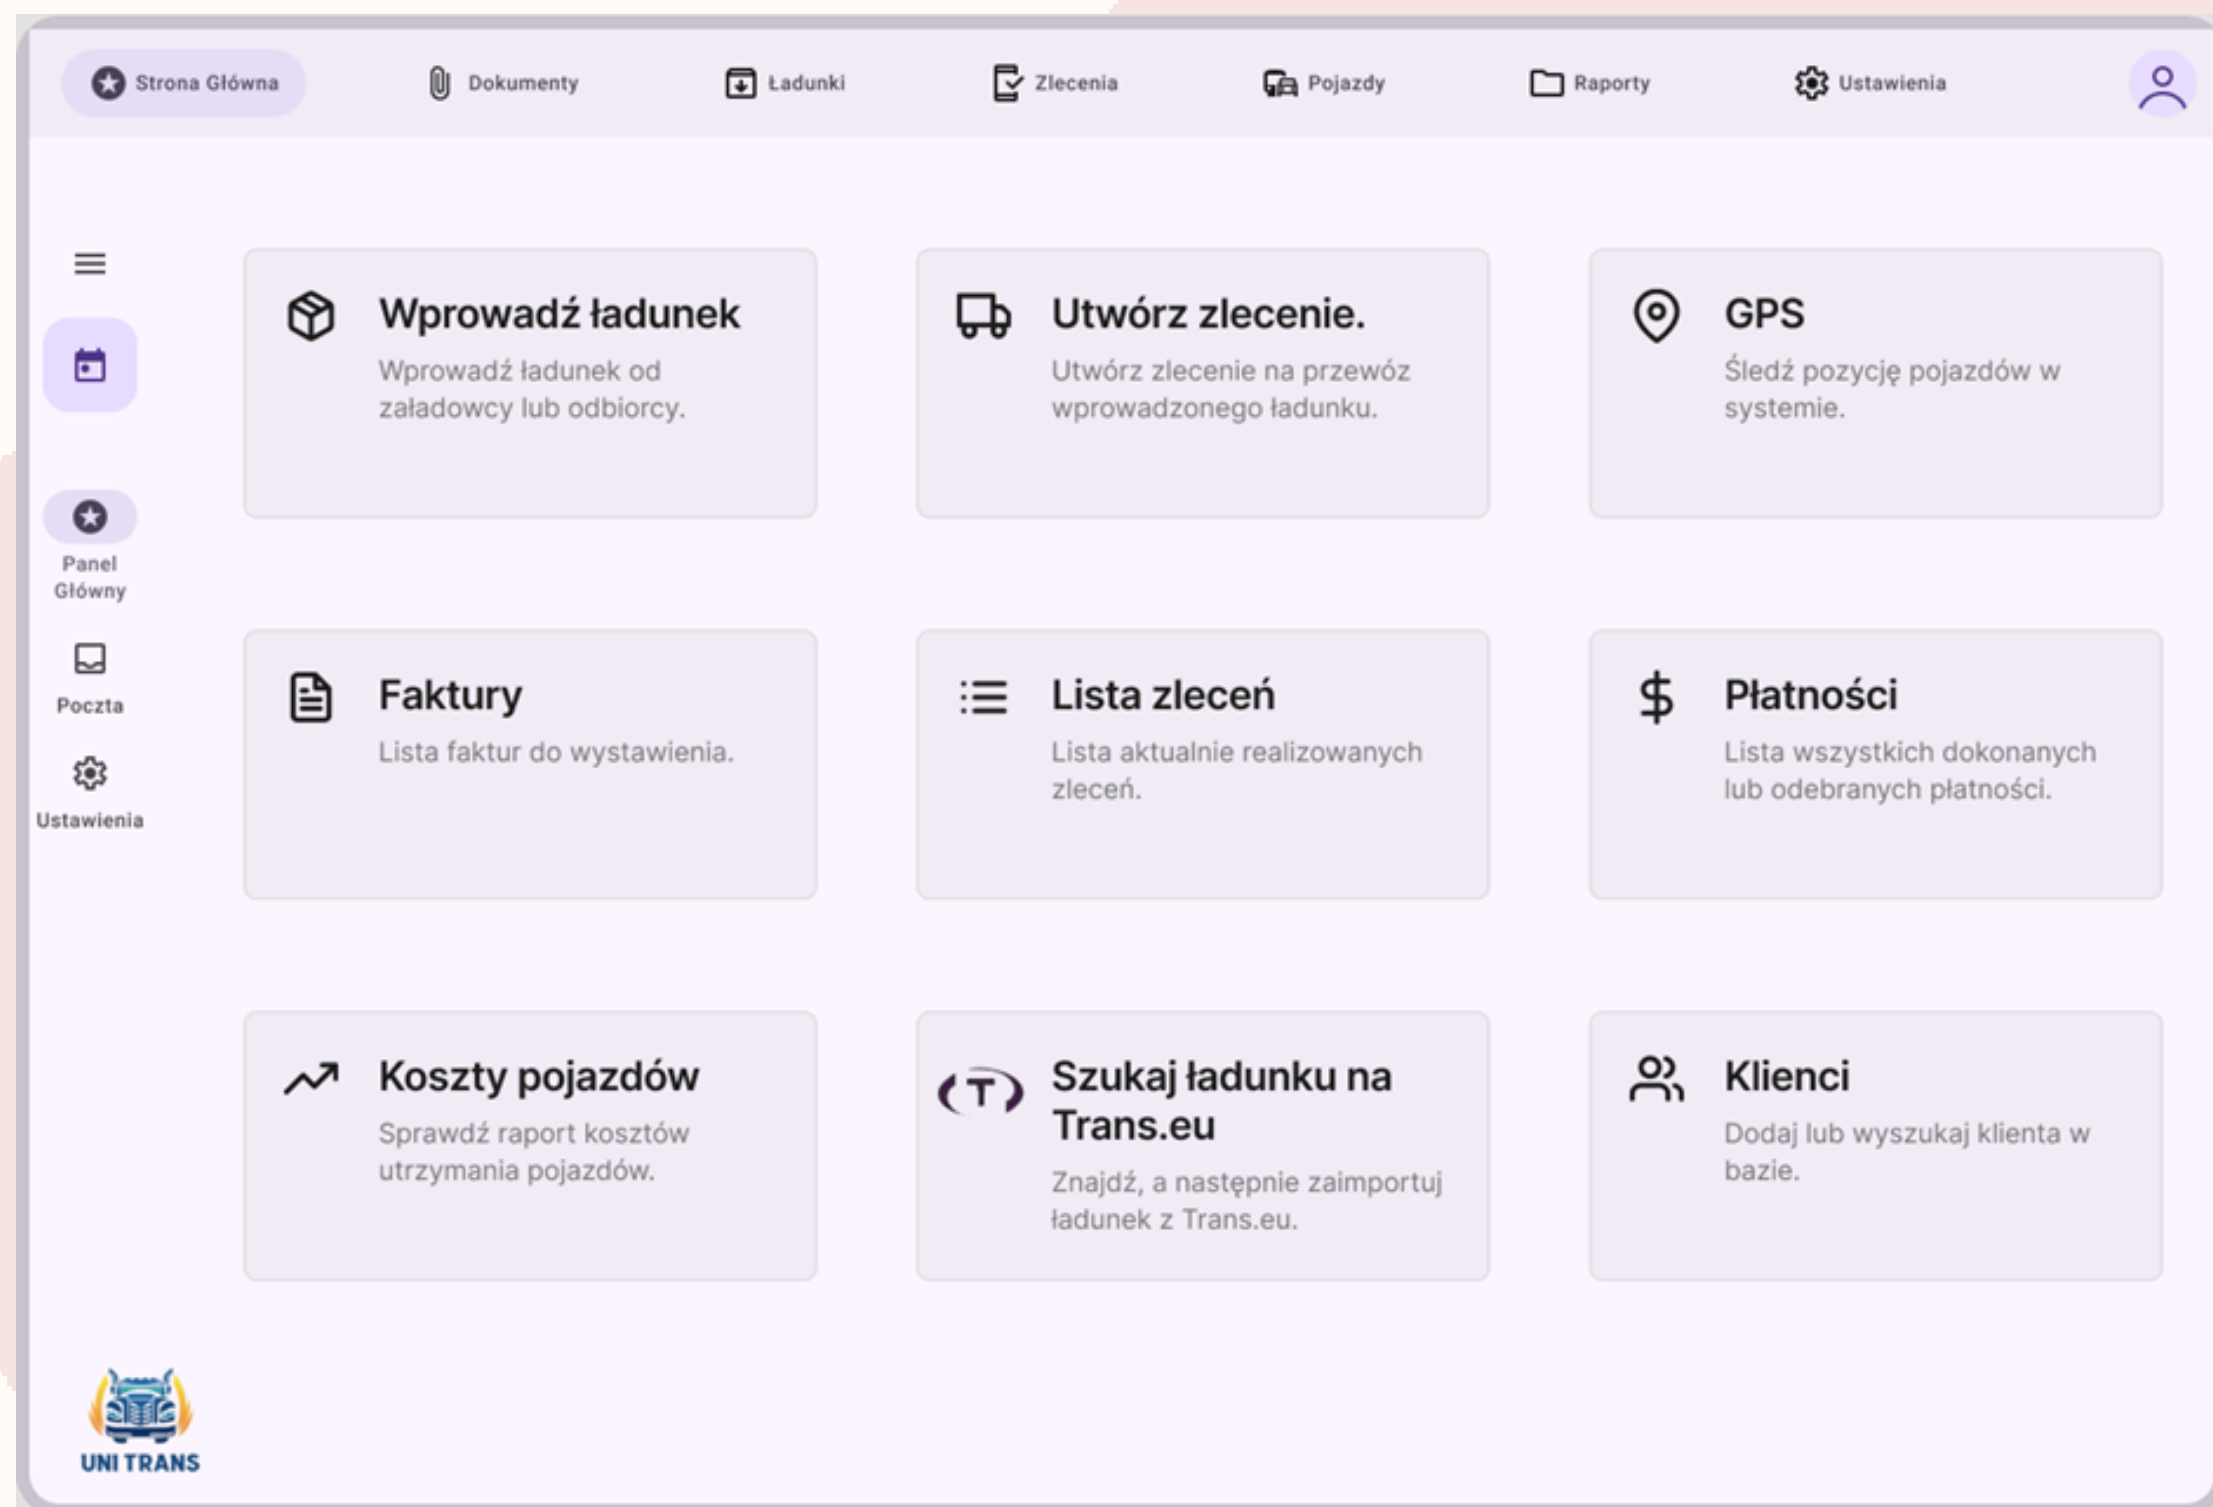 Strona Główna
Dokumenty
Ładunki
Zlecenia
Pojazdy
Raporty
Ustawienia
Panel
Główny
Poczta
Ustawienia
Wprowadź ładunek
Wprowadź ładunek od
załadowcy lub odbiorcy.
Utwórz zlecenie.
Utwórz zlecenie na przewóz
wprowadzonego ładunku.
GPS
Śledź pozycję pojazdów w
systemie.
Faktury
Lista faktur do wystawienia.
Lista zleceń
Lista aktualnie realizowanych
zleceń.
Płatności
Lista wszystkich dokonanych
lub odebranych płatności.
Koszty pojazdów
Sprawdź raport kosztów
utrzymania pojazdów.
T
Szukaj ładunku na
Trans.eu
Znajdź, a następnie zaimportuj
ładunek z Trans.eu.
Klienci
Dodaj lub wyszukaj klienta w
bazie.
UNI TRANS